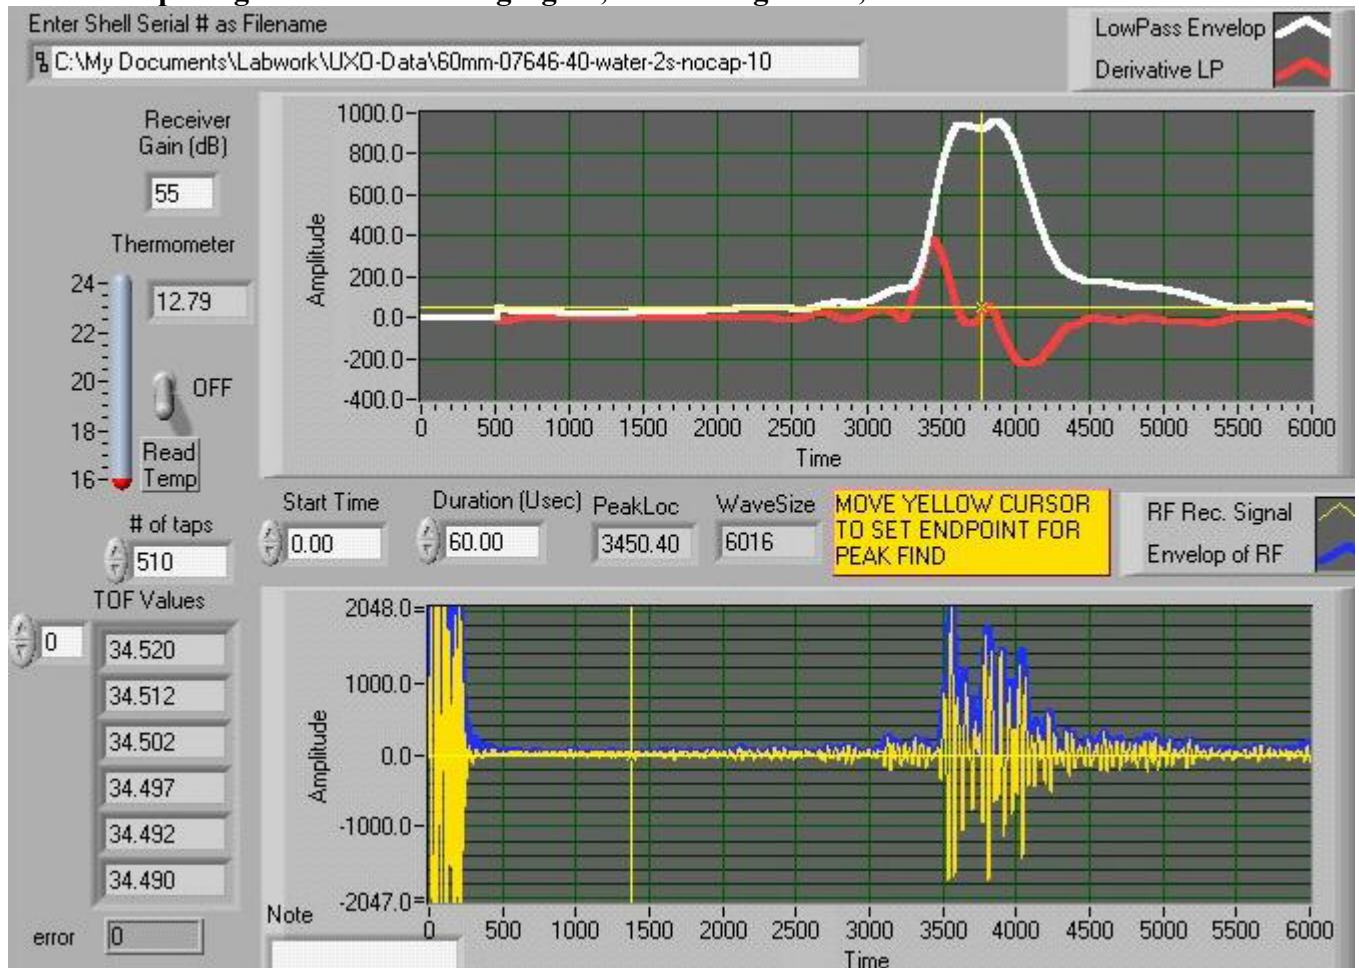 Enter Shell Serial # as Filename
C:\My Documents\Labwork\UXO-Data\60mm-07646-40-water-2s-nocap-10
LowPass Envelop
Derivative LP
Receiver
Gain (dB)
55
Thermometer
12.79
24
22
20
18
16
OFF
Read
Temp
# of taps
510
Amplitude
1000.0
800.0
600.0
400.0
200.0
0.0
-200.0
-400.0
0 500 1000 1500 2000 2500 3000 3500 4000 4500 5000 5500 6000
Time
Start Time
0.00
Duration (Usec)
60.00
PeakLoc
3450.40
WaveSize
6016
MOVE YELLOW CURSOR
TO SET ENDPOINT FOR
PEAK FIND
RF Rec. Signal
Envelop of RF
TOF Values
0
34.520
34.512
34.502
34.497
34.492
34.490
error 0
Amplitude
2048.0
1000.0
0.0
-1000.0
-2047.0
0 500 1000 1500 2000 2500 3000 3500 4000 4500 5000 5500 6000
Time
Note